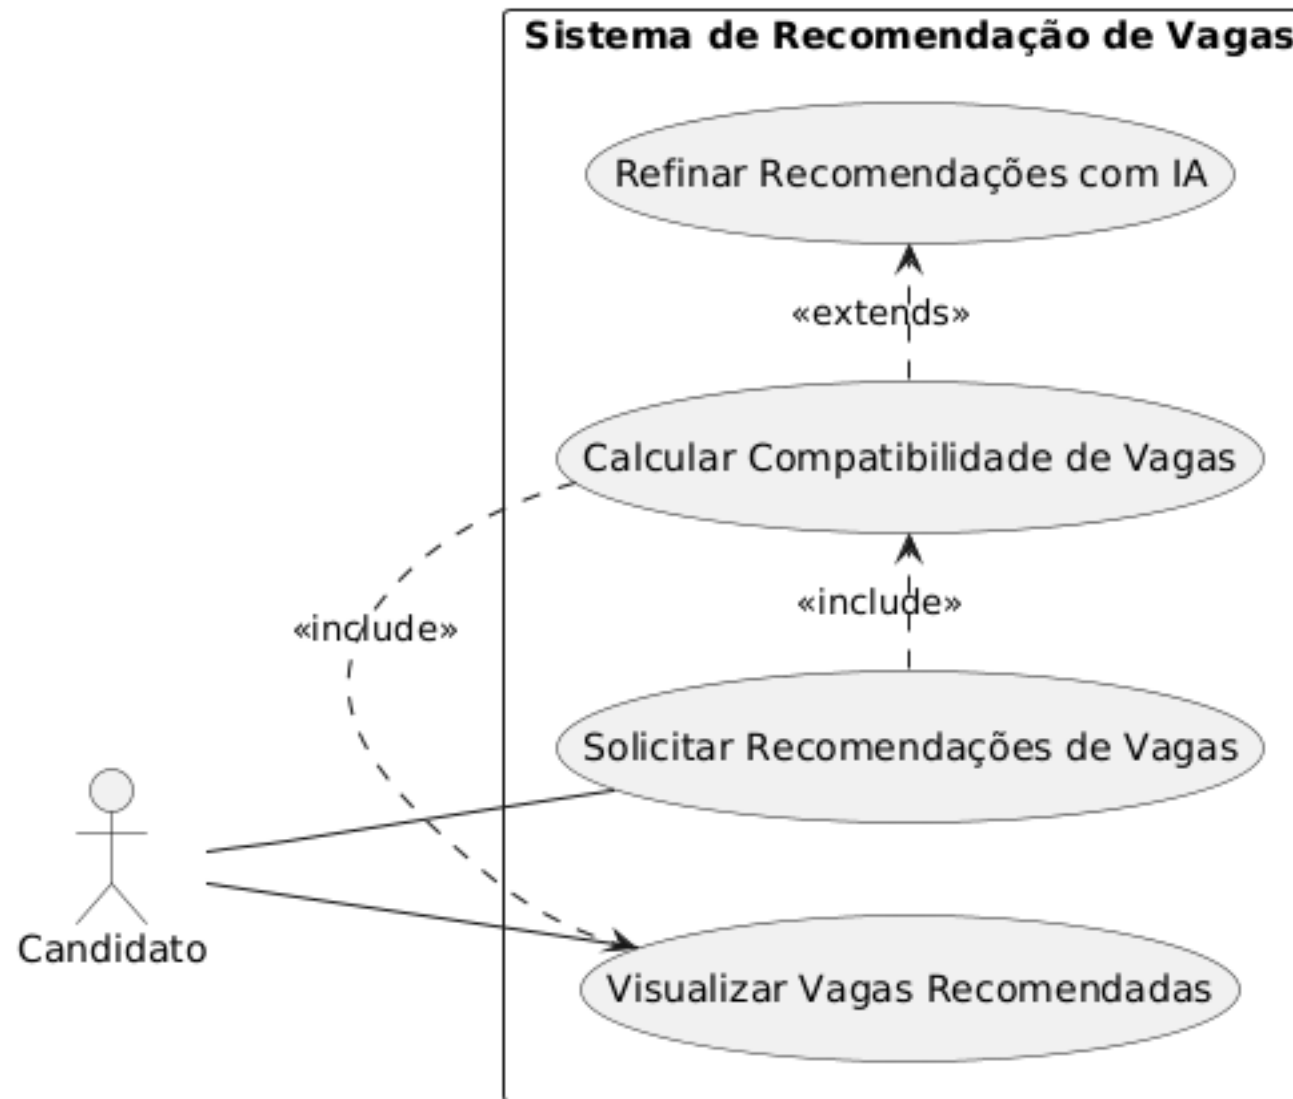 Sistema de Recomendação de Vagas
Refinar Recomendações com IA
«extends»
Calcular Compatibilidade de Vagas
«include»
«include»
Solicitar Recomendações de Vagas
Candidato
Visualizar Vagas Recomendadas